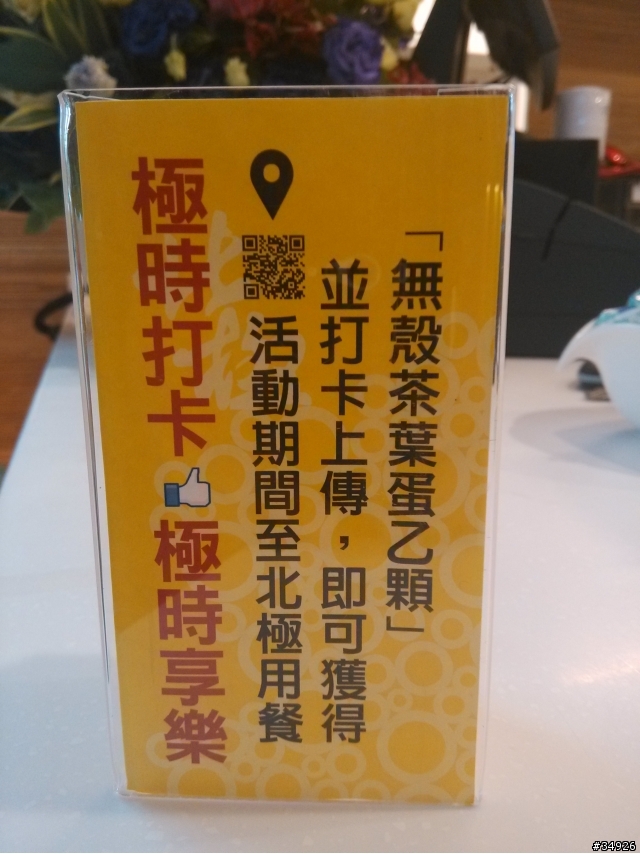 極時打卡 極時享樂
活動期間至北極用餐
並打卡上傳，即可獲得
「無殼茶葉蛋乙顆」
#34926